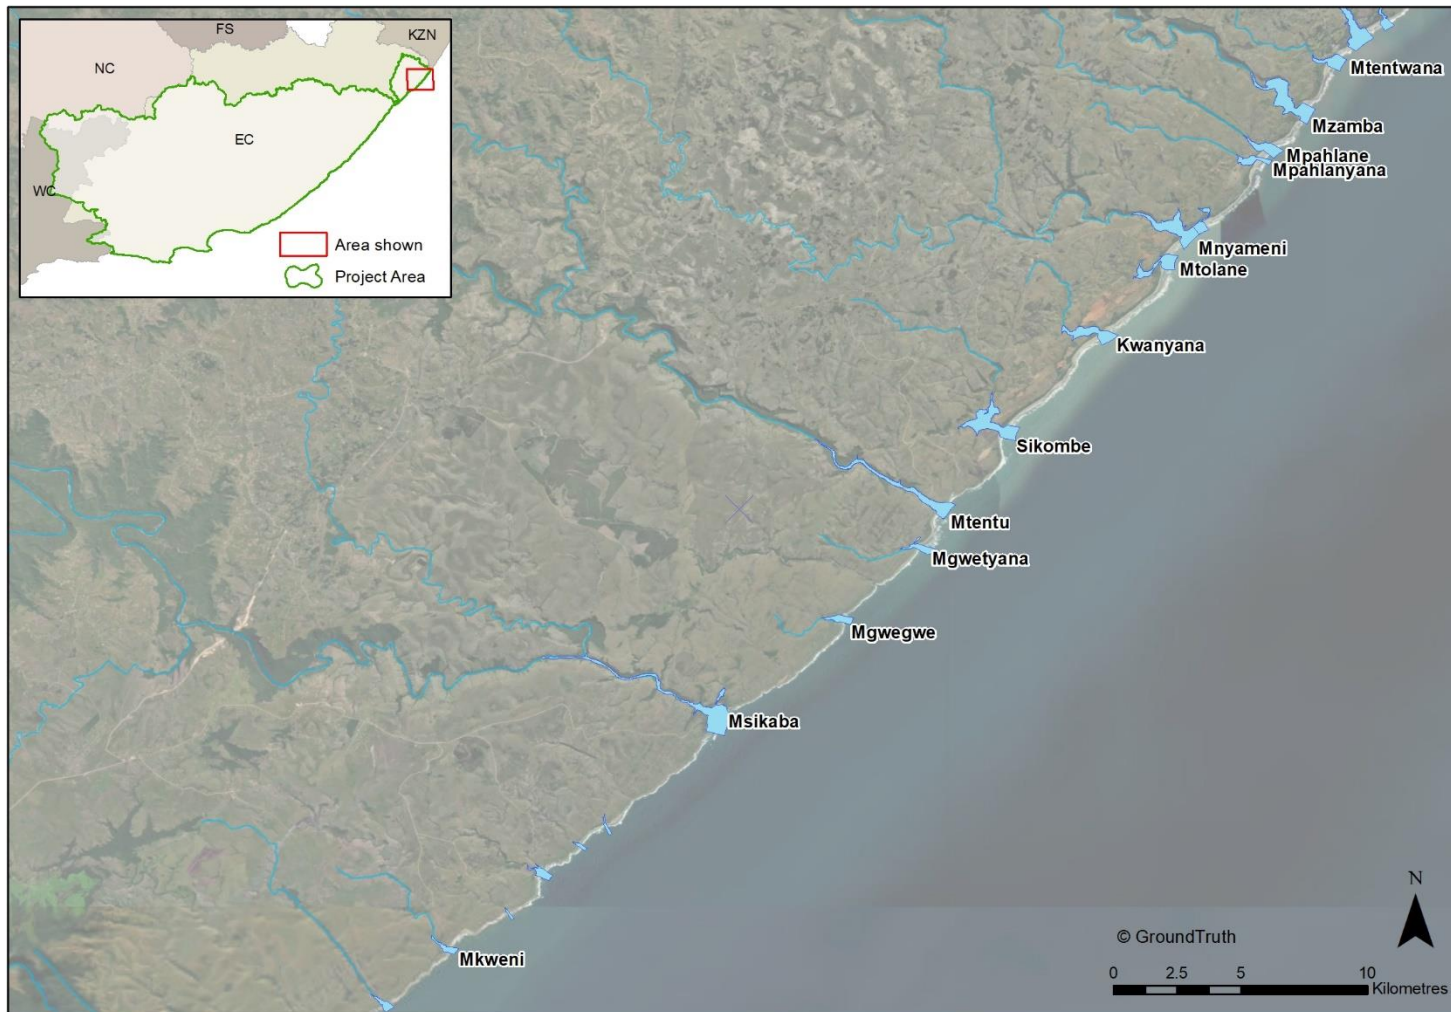 FS
KZN
NC
EC
WC
Area shown
Project Area
Mtentwana
Mzamba
Mpahlane
Mpahlanyana
Mnyameni
Mtolane
Kwanyana
Sikombe
Mtentu
Mgwetyana
Mgwegwe
Msikaba
Mkweni
N
© GroundTruth
0 2.5 5 10
Kilometres